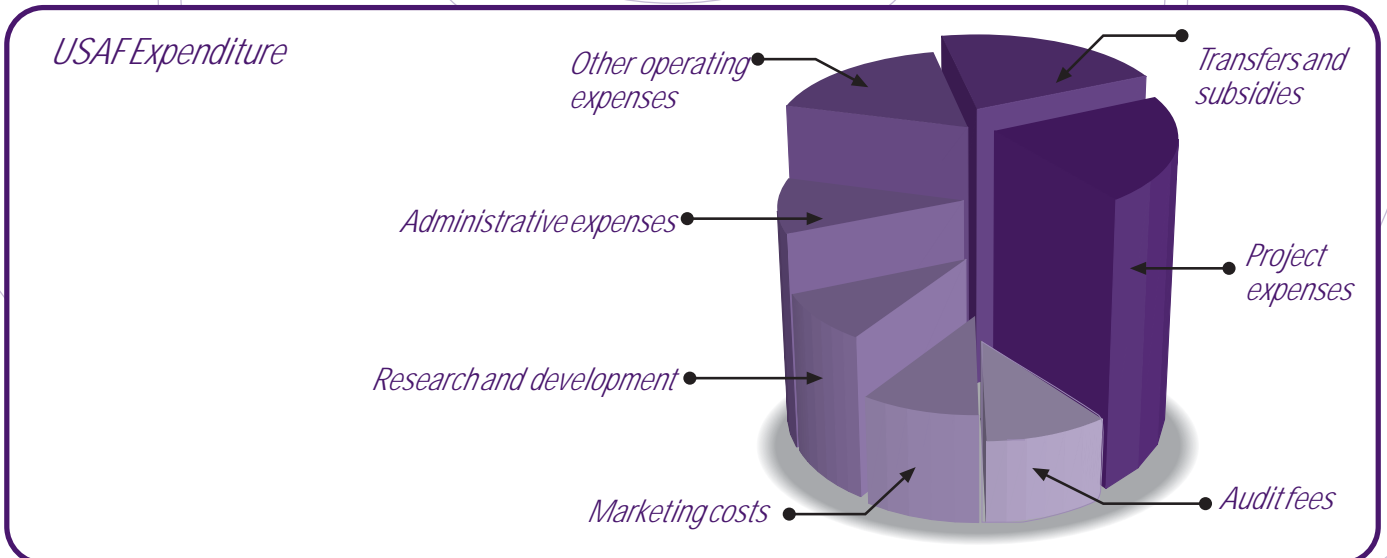 USAF Expenditure
Other operating
expenses
Transfers and
subsidies
Administrative expenses
Project
expenses
Research and development
Marketing costs
Audit fees